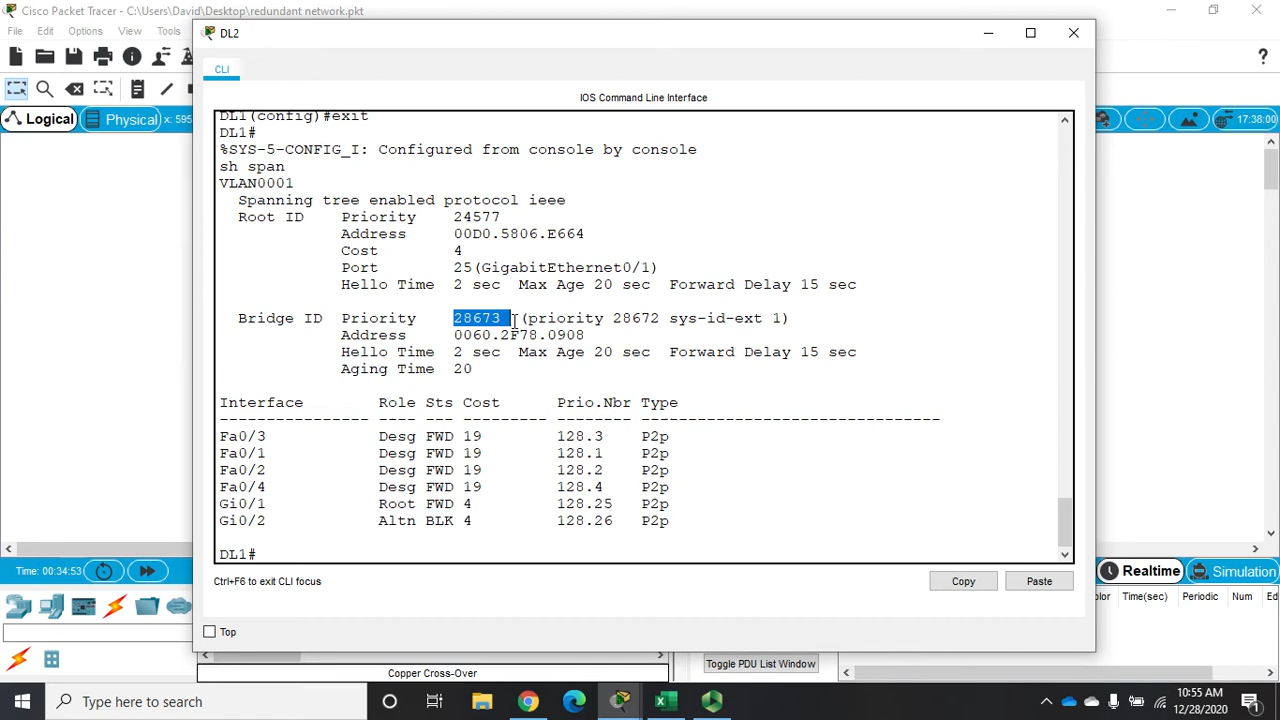 Cisco Packet Tracer - C:\Users\David\Desktop\redundant network.pkt
File Edit Options View Tools
DL2
CLI
IOS Command Line Interface
Logical Physical x: 595
17:38:00
DL1(config)#exit
DL1#
%SYS-5-CONFIG_I: Configured from console by console
sh span
VLAN0001
Spanning tree enabled protocol ieee
Root ID Priority 24577
Address 00D0.5806.E664
Cost 4
Port 25(GigabitEthernet0/1)
Hello Time 2 sec Max Age 20 sec Forward Delay 15 sec
Bridge ID Priority 28673 (priority 28672 sys-id-ext 1)
Address 0060.2F78.0908
Hello Time 2 sec Max Age 20 sec Forward Delay 15 sec
Aging Time 20
Interface Role Sts Cost Prio.Nbr Type
---------------- ---- --- --------- -------- --------------------------------
Fa0/3 Desg FWD 19 128.3 P2p
Fa0/1 Desg FWD 19 128.1 P2p
Fa0/2 Desg FWD 19 128.2 P2p
Fa0/4 Desg FWD 19 128.4 P2p
Gi0/1 Root FWD 4 128.25 P2p
Gi0/2 Altn BLK 4 128.26 P2p
DL1#
Time: 00:34:53
Realtime Simulation
Ctrl+F6 to exit CLI focus
Copy Paste
Time(sec) Periodic Num
Top
Toggle PDU List Window
Copper Cross-Over
Type here to search
10:55 AM
12/28/2020